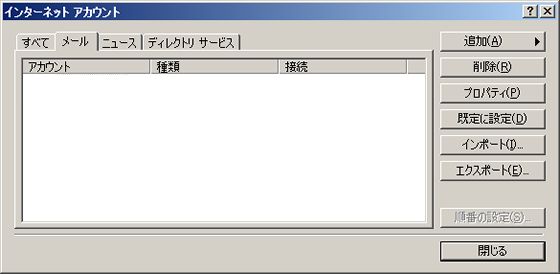 インターネット アカウント
すべて メール ニュース ディレクトリ サービス
アカウント 種類 接続
追加(A)
削除(R)
プロパティ(P)
既定に設定(D)
インポート(I)...
エクスポート(E)...
順番の設定(S)...
閉じる